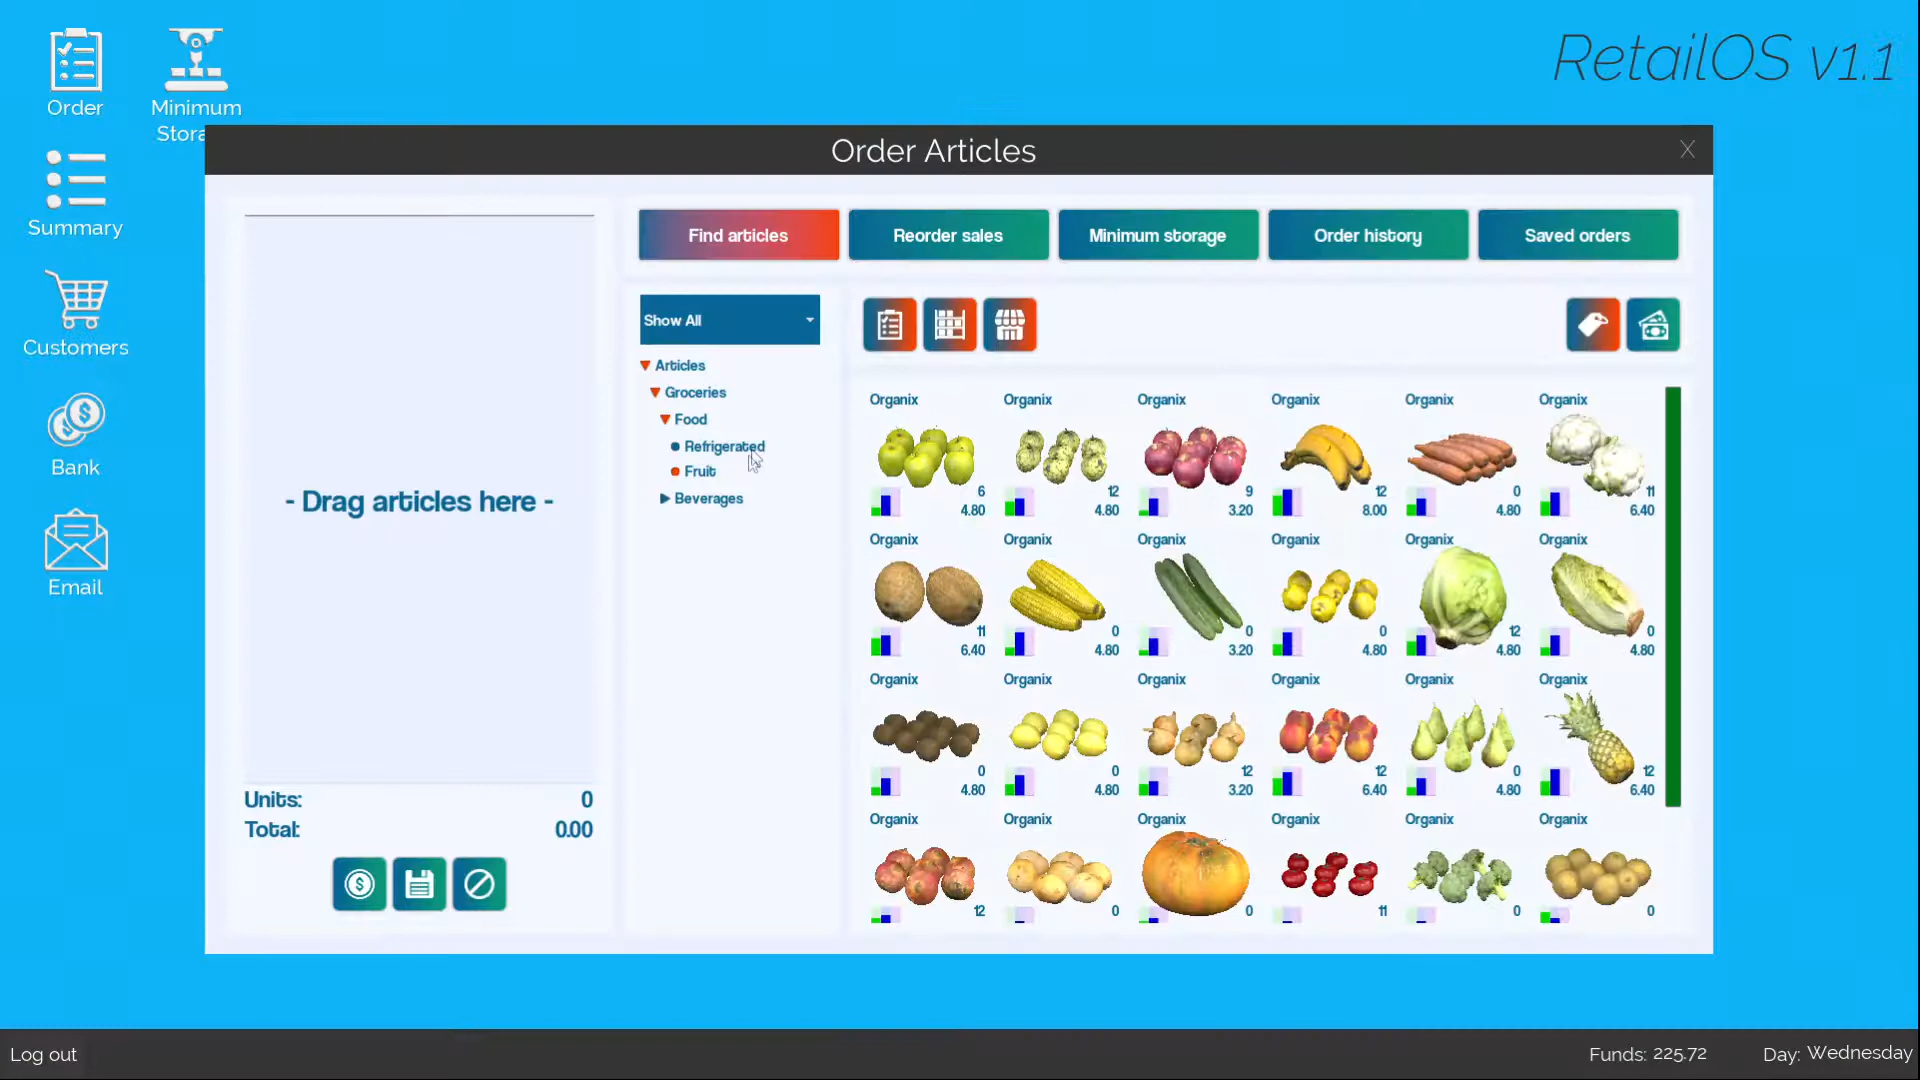 RetailOS v1.1
Order
Minimum
Stora
Summary
Customers
Bank
Email
Order Articles
X
- Drag articles here -
Units: 0
Total: 0.00
Find articles
Reorder sales
Minimum storage
Order history
Saved orders
Show All
Articles
Groceries
Food
Refrigerated
Fruit
Beverages
Organix Organix Organix Organix Organix Organix
6 12 9 12 0 11
4.80 4.80 3.20 8.00 4.80 6.40
Organix Organix Organix Organix Organix Organix
11 0 0 0 12 0
6.40 4.80 3.20 4.80 4.80 4.80
Organix Organix Organix Organix Organix Organix
0 0 12 12 0 12
4.80 4.80 3.20 6.40 4.80 6.40
Organix Organix Organix Organix Organix Organix
12 0 0 11 0 0
Log out
Funds: 225.72
Day: Wednesday